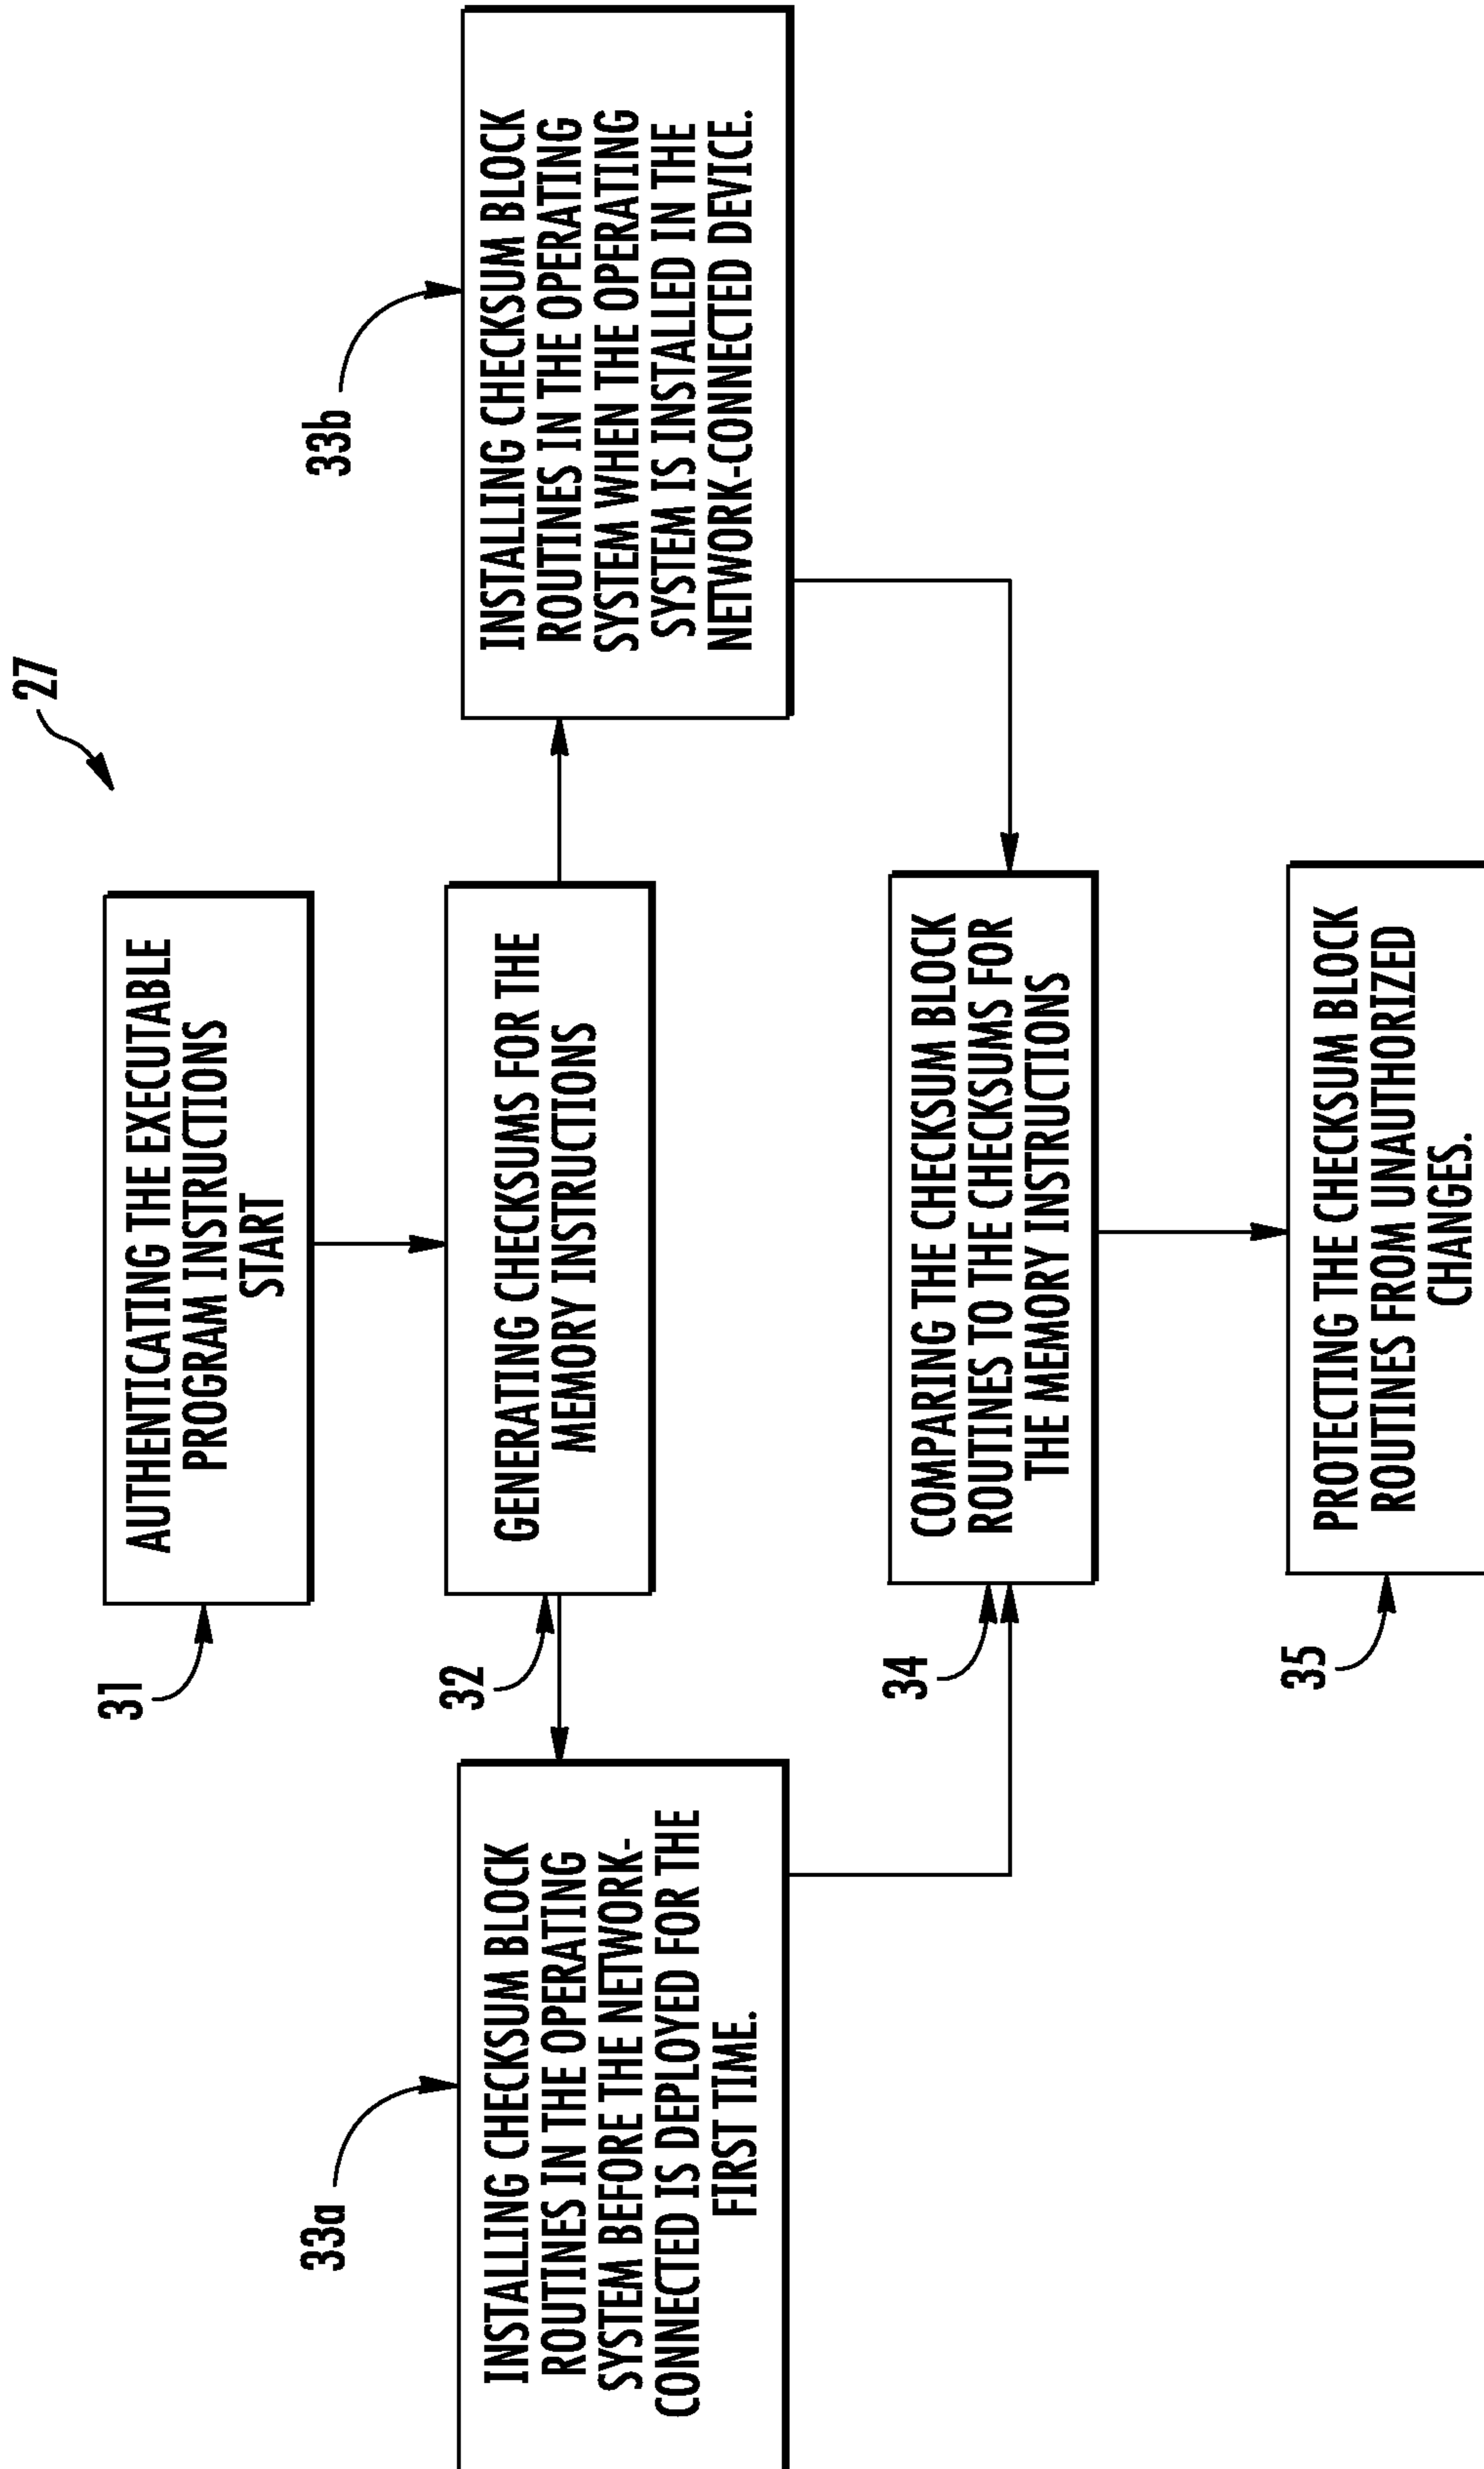 27
31
AUTHENTICATING THE EXECUTABLE
PROGRAM INSTRUCTIONS
START
32
GENERATING CHECKSUMS FOR THE
MEMORY INSTRUCTIONS
33a
INSTALLING CHECKSUM BLOCK
ROUTINES IN THE OPERATING
SYSTEM BEFORE THE NETWORK-
CONNECTED IS DEPLOYED FOR THE
FIRST TIME.
33b
INSTALLING CHECKSUM BLOCK
ROUTINES IN THE OPERATING
SYSTEM WHEN THE OPERATING
SYSTEM IS INSTALLED IN THE
NETWORK-CONNECTED DEVICE.
34
COMPARING THE CHECKSUM BLOCK
ROUTINES TO THE CHECKSUMS FOR
THE MEMORY INSTRUCTIONS
35
PROTECTING THE CHECKSUM BLOCK
ROUTINES FROM UNAUTHORIZED
CHANGES.